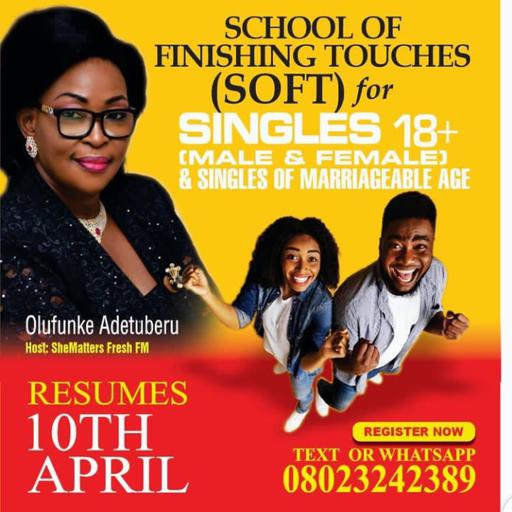 SCHOOL OF
FINISHING TOUCHES
(SOFT) for
SINGLES 18+
(MALE & FEMALE)
& SINGLES OF MARRIAGEABLE AGE
Olufunke Adetuberu
Host: SheMatters Fresh FM
RESUMES
10TH
APRIL
REGISTER NOW
TEXT OR WHATSAPP
08023242389